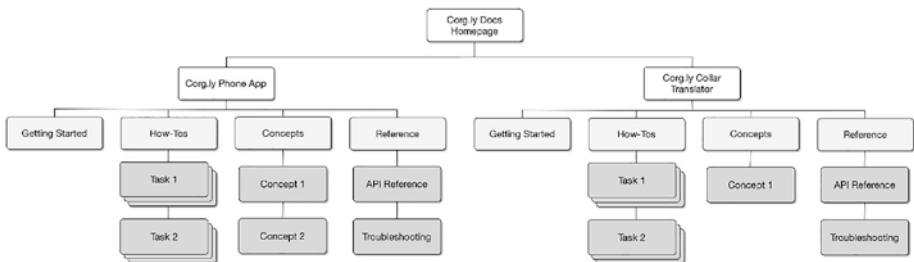 Corg.ly Docs
Homepage
Corg.ly Phone App
Corg.ly Collar
Translator
Getting Started
How-Tos
Concepts
Reference
Getting Started
How-Tos
Concepts
Reference
Task 1
Concept 1
API Reference
Task 1
Concept 1
API Reference
Task 2
Concept 2
Troubleshooting
Task 2
Troubleshooting